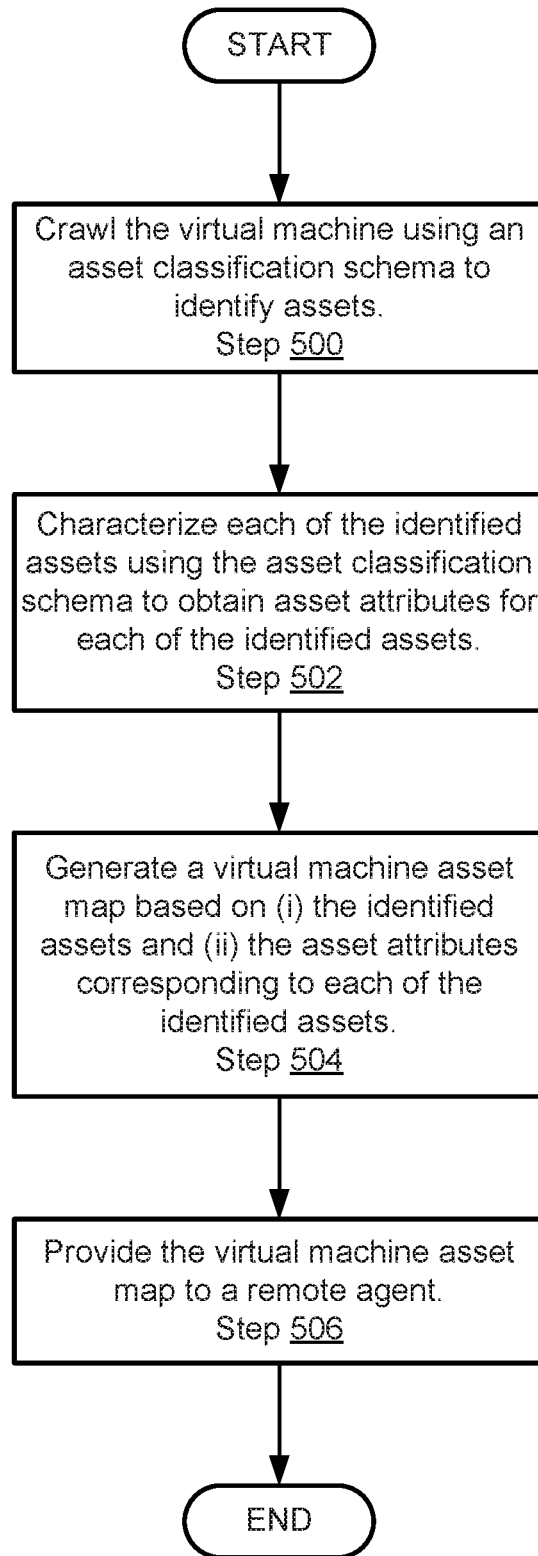 START
Crawl the virtual machine using an
asset classification schema to
identify assets.
Step 500
Characterize each of the identified
assets using the asset classification
schema to obtain asset attributes for
each of the identified assets.
Step 502
Generate a virtual machine asset
map based on (i) the identified
assets and (ii) the asset attributes
corresponding to each of the
identified assets.
Step 504
Provide the virtual machine asset
map to a remote agent.
Step 506
END